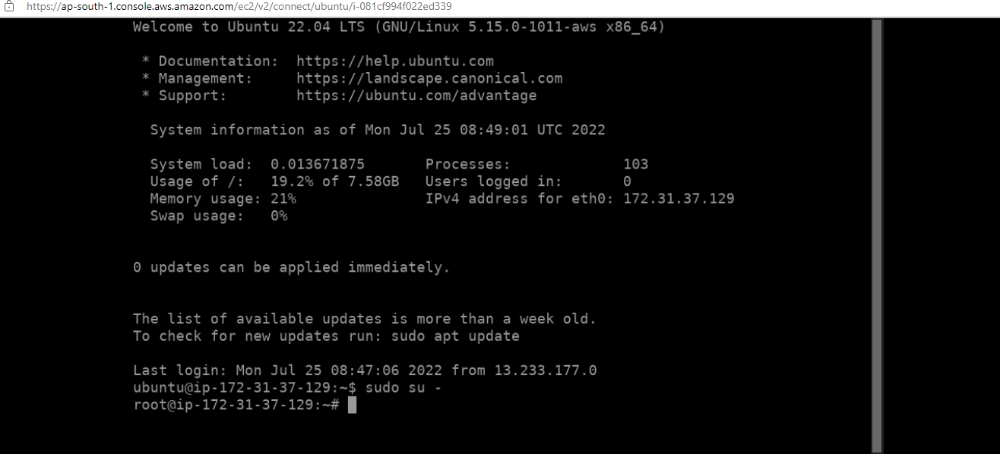 https://ap-south-1.console.aws.amazon.com/ec2/v2/connect/ubuntu/i-081cf994f022ed339
Welcome to Ubuntu 22.04 LTS (GNU/Linux 5.15.0-1011-aws x86_64)
* Documentation: https://help.ubuntu.com
* Management: https://landscape.canonical.com
* Support: https://ubuntu.com/advantage
System information as of Mon Jul 25 08:49:01 UTC 2022
System load: 0.013671875 Processes: 103
Usage of /: 19.2% of 7.58GB Users logged in: 0
Memory usage: 21% IPv4 address for eth0: 172.31.37.129
Swap usage: 0%
0 updates can be applied immediately.
The list of available updates is more than a week old.
To check for new updates run: sudo apt update
Last login: Mon Jul 25 08:47:06 2022 from 13.233.177.0
ubuntu@ip-172-31-37-129:~$ sudo su -
root@ip-172-31-37-129:~#